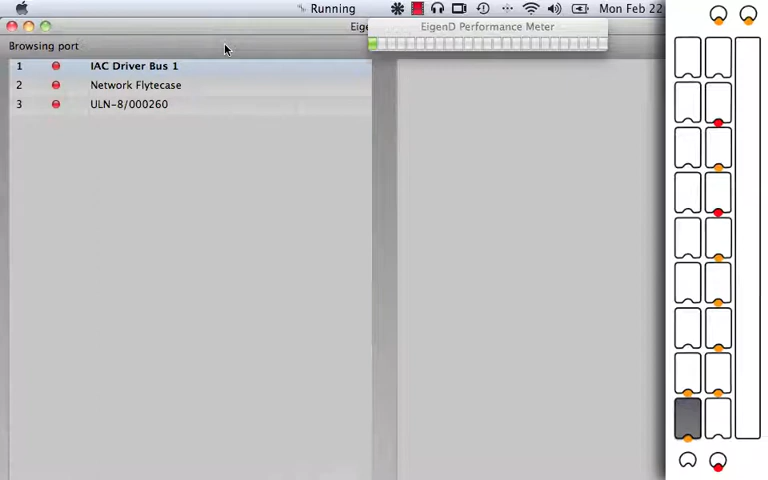 Running
Mon Feb 22
Eige
EigenD Performance Meter
Browsing port
1 IAC Driver Bus 1
2 Network Flytecase
3 ULN-8/000260